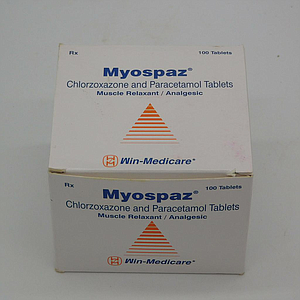 Rx 100 Tablets
Myospaz®
Chlorzoxazone and Paracetamol Tablets
Muscle Relaxant / Analgesic
Win-Medicare®
Rx 100 Tablets
Myospaz®
Chlorzoxazone and Paracetamol Tablets
Muscle Relaxant / Analgesic
Win-Medicare®